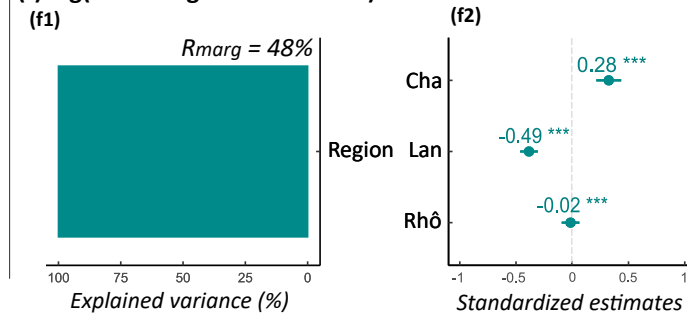 (f1)
(f2)
Rmarg = 48%
0.28 ***
Cha
-0.49 ***
Region
Lan
-0.02 ***
Rhô
100 75 50 25 0
-1 -0.5 0 0.5 1
Explained variance (%)
Standardized estimates